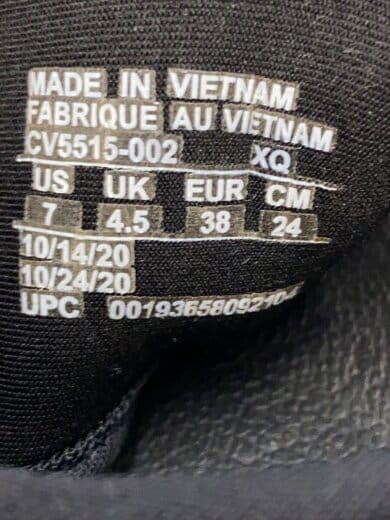 MADE IN VIETNAM
FABRIQUE AU VIETNAM
CV5515-002 XQ
US UK EUR CM
7 4.5 38 24
10/14/20
10/24/20
UPC